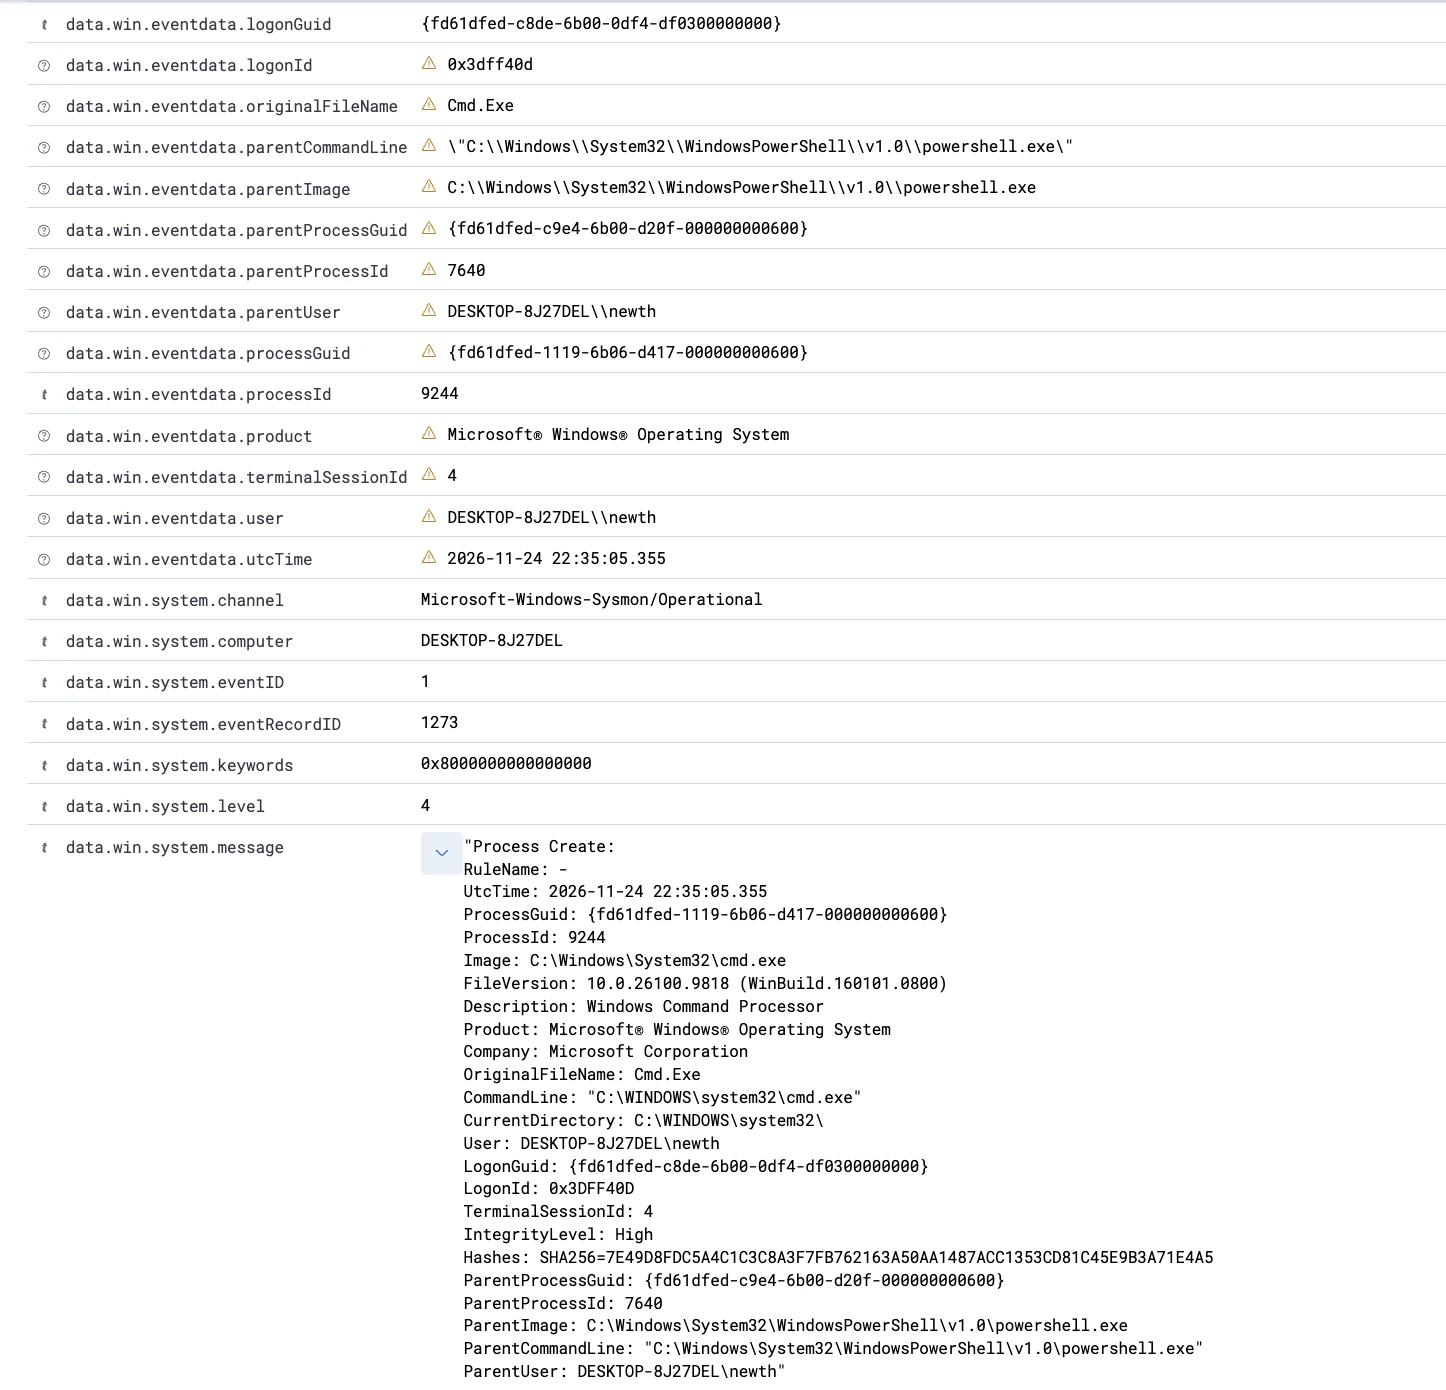 t data.win.eventdata.logonGuid {fd61dfed-c8de-6b00-0df4-df0300000000}
data.win.eventdata.logonId 0x3dff40d
data.win.eventdata.originalFileName Cmd.Exe
data.win.eventdata.parentCommandLine \"C:\\Windows\\System32\\WindowsPowerShell\\v1.0\\powershell.exe\"
data.win.eventdata.parentImage C:\\Windows\\System32\\WindowsPowerShell\\v1.0\\powershell.exe
data.win.eventdata.parentProcessGuid {fd61dfed-c9e4-6b00-d20f-000000000600}
data.win.eventdata.parentProcessId 7640
data.win.eventdata.parentUser DESKTOP-8J27DEL\\newth
data.win.eventdata.processGuid {fd61dfed-1119-6b06-d417-000000000600}
t data.win.eventdata.processId 9244
data.win.eventdata.product Microsoft® Windows® Operating System
data.win.eventdata.terminalSessionId 4
data.win.eventdata.user DESKTOP-8J27DEL\\newth
data.win.eventdata.utcTime 2026-11-24 22:35:05.355
t data.win.system.channel Microsoft-Windows-Sysmon/Operational
t data.win.system.computer DESKTOP-8J27DEL
t data.win.system.eventID 1
t data.win.system.eventRecordID 1273
t data.win.system.keywords 0x8000000000000000
t data.win.system.level 4
t data.win.system.message "Process Create:
RuleName: -
UtcTime: 2026-11-24 22:35:05.355
ProcessGuid: {fd61dfed-1119-6b06-d417-000000000600}
ProcessId: 9244
Image: C:\Windows\System32\cmd.exe
FileVersion: 10.0.26100.9818 (WinBuild.160101.0800)
Description: Windows Command Processor
Product: Microsoft® Windows® Operating System
Company: Microsoft Corporation
OriginalFileName: Cmd.Exe
CommandLine: "C:\WINDOWS\system32\cmd.exe"
CurrentDirectory: C:\WINDOWS\system32\
User: DESKTOP-8J27DEL\newth
LogonGuid: {fd61dfed-c8de-6b00-0df4-df0300000000}
LogonId: 0x3DFF40D
TerminalSessionId: 4
IntegrityLevel: High
Hashes: SHA256=7E49D8FDC5A4C1C3C8A3F7FB762163A50AA1487ACC1353CD81C45E9B3A71E4A5
ParentProcessGuid: {fd61dfed-c9e4-6b00-d20f-000000000600}
ParentProcessId: 7640
ParentImage: C:\Windows\System32\WindowsPowerShell\v1.0\powershell.exe
ParentCommandLine: "C:\Windows\System32\WindowsPowerShell\v1.0\powershell.exe"
ParentUser: DESKTOP-8J27DEL\newth"